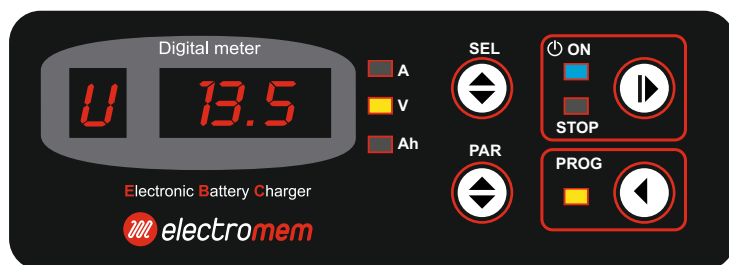 Digital meter
U 13.5
A
V
Ah
SEL
PAR
ON
STOP
PROG
Electronic Battery Charger
electromem